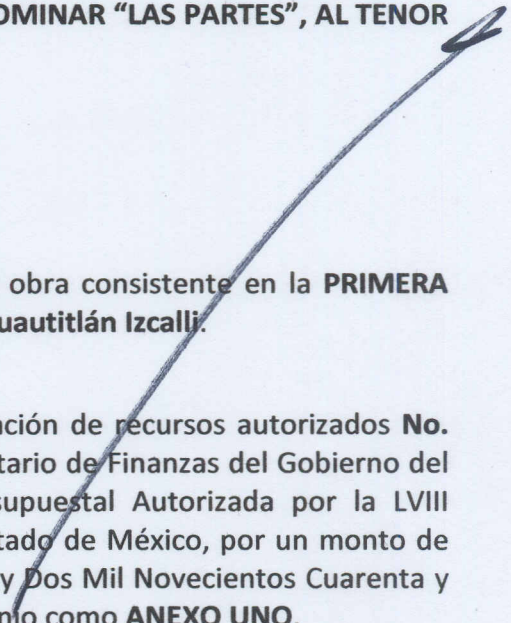 OMINAR “LAS PARTES”, AL TENOR
obra consistente en la PRIMERA
uautitlán Izcalli.
ación de recursos autorizados No.
tario de Finanzas del Gobierno del
supuestal Autorizada por la LVIII
tado de México, por un monto de
y Dos Mil Novecientos Cuarenta y
nio como ANEXO UNO.